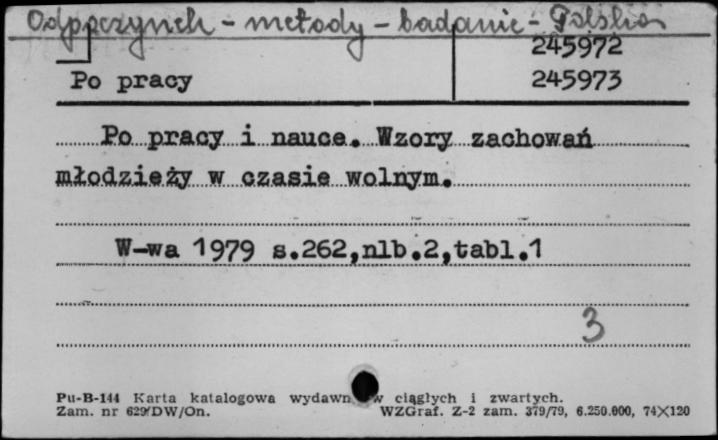 Odpoczynek - metody - badanie - Polska
245972
Po pracy 245973
Po pracy i nauce. Wzory zachowań
młodzieży w czasie wolnym.
W-wa 1979 s.262,nlb.2,tabl.1
3
Pu-B-144 Karta katalogowa wydawn w ciągłych i zwartych.
Zam. nr 629/DW/On. WZGraf. Z-2 zam. 379/79, 6.250.000, 74×120